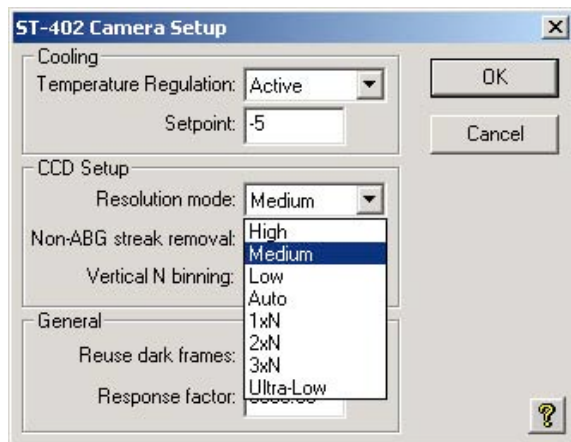 ST-402 Camera Setup
Cooling
Temperature Regulation: Active
OK
Setpoint: -5
Cancel
CCD Setup
Resolution mode: Medium
Non-ABG streak removal:
Vertical N binning:
High
Medium
Low
Auto
1xN
2xN
3xN
Ultra-Low
General
Reuse dark frames:
Response factor:
?